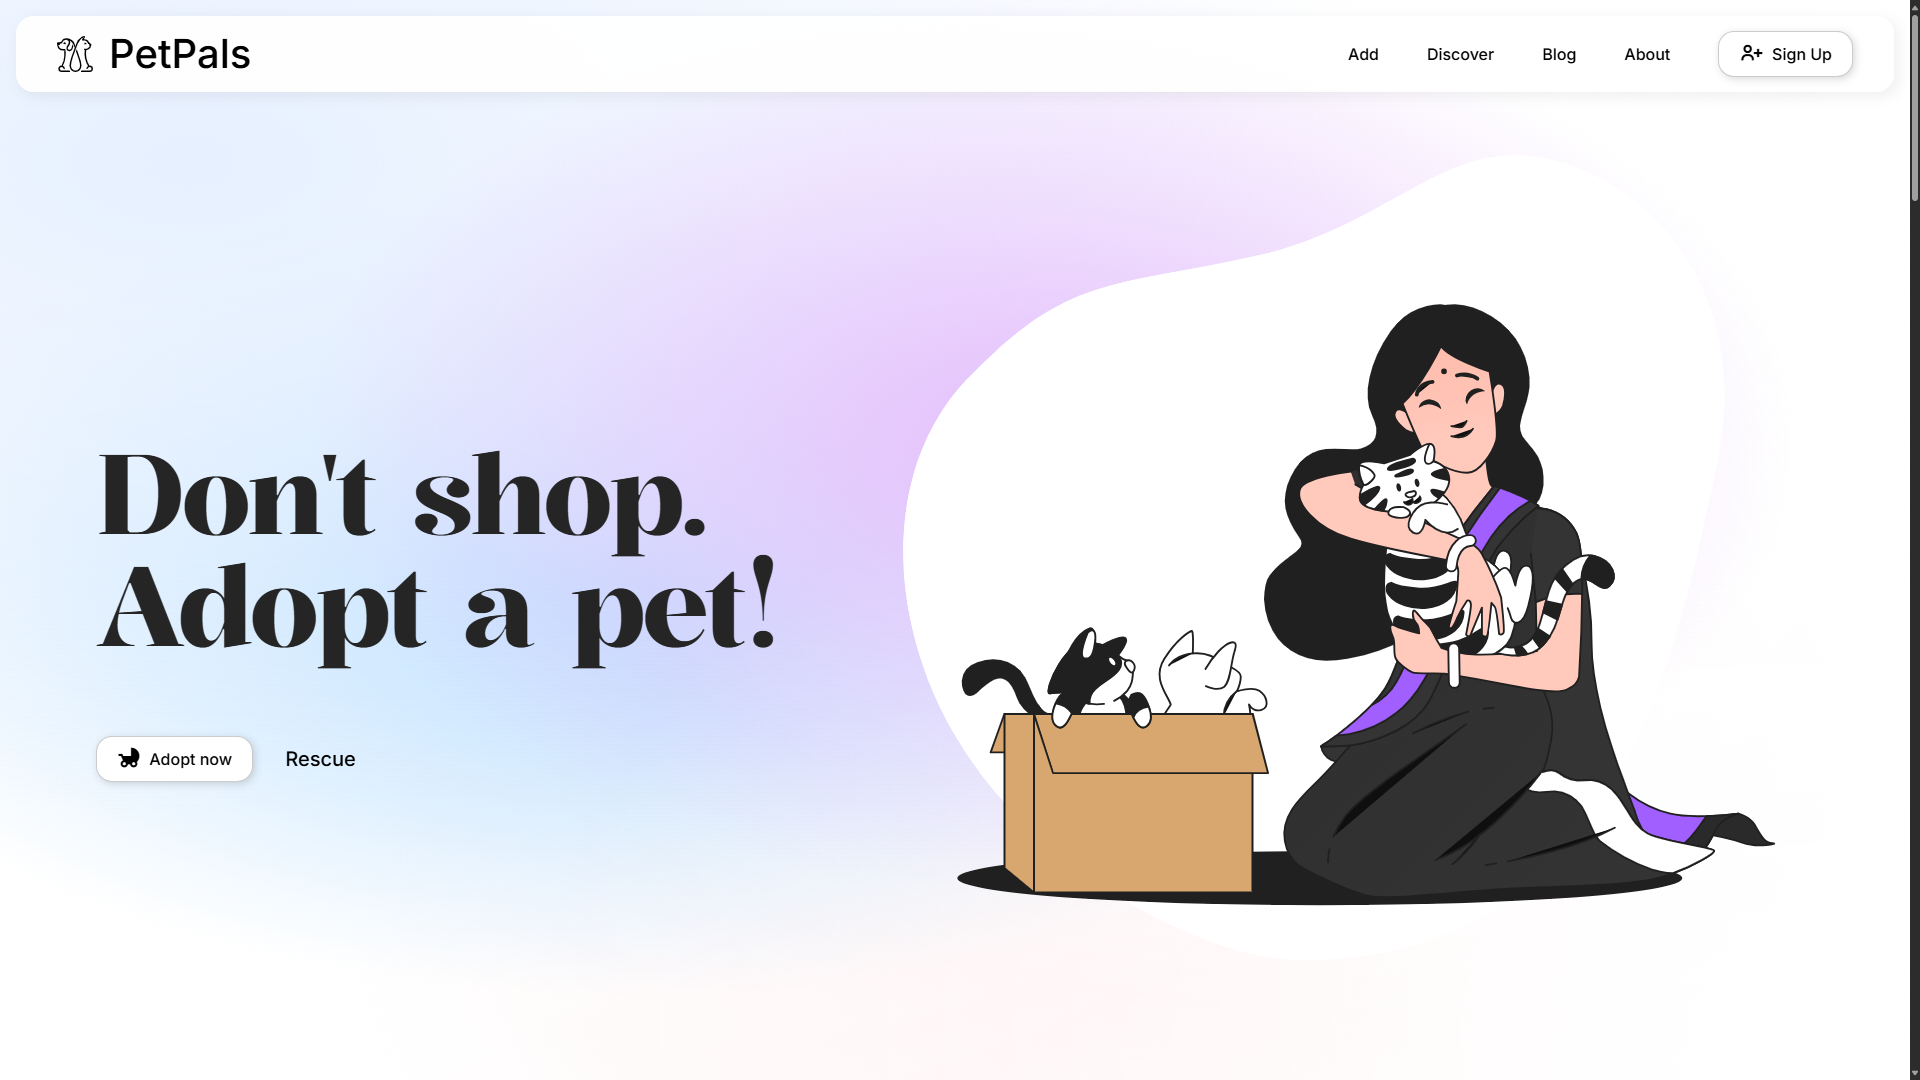 PetPals
Add
Discover
Blog
About
Sign Up
Don't shop.
Adopt a pet!
Adopt now
Rescue